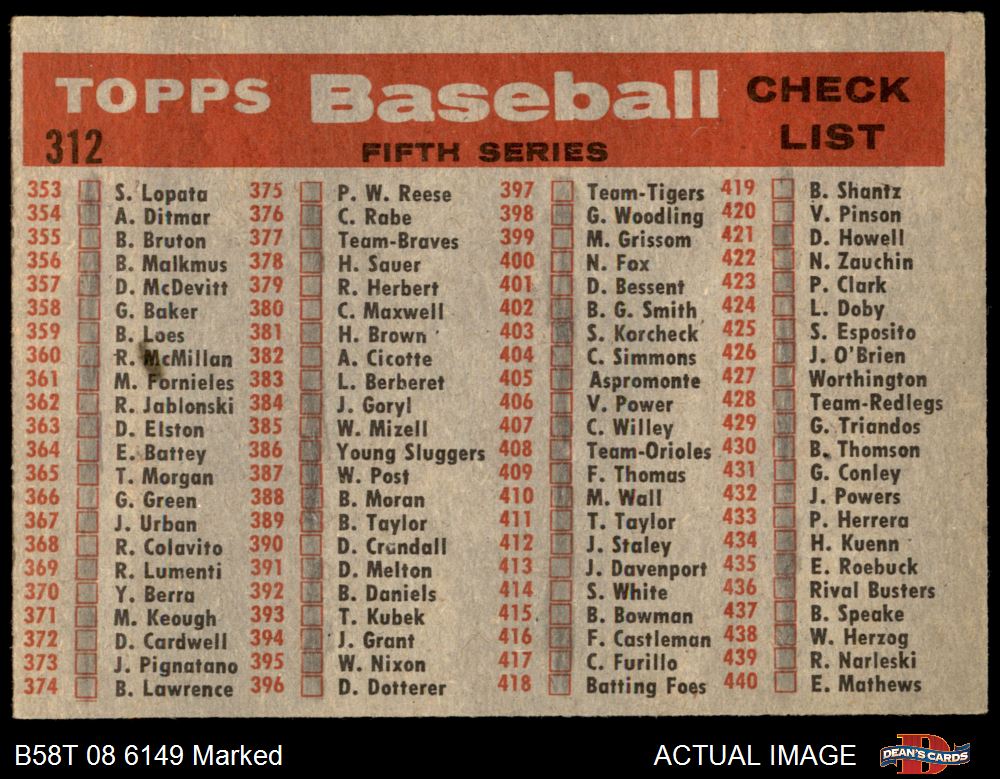 TOPPS Baseball CHECK LIST
312 FIFTH SERIES
353 S. Lopata
354 A. Ditmar
355 B. Bruton
356 B. Malkmus
357 D. McDevitt
358 G. Baker
359 B. Loes
360 R. McMillan
361 M. Fornieles
362 R. Jablonski
363 D. Elston
364 E. Battey
365 T. Morgan
366 G. Green
367 J. Urban
368 R. Colavito
369 R. Lumenti
370 Y. Berra
371 M. Keough
372 D. Cardwell
373 J. Pignatano
374 B. Lawrence
375 P. W. Reese
376 C. Rabe
377 Team-Braves
378 H. Sauer
379 R. Herbert
380 C. Maxwell
381 H. Brown
382 A. Cicotte
383 L. Berberet
384 J. Goryl
385 W. Mizell
386 Young Sluggers
387 W. Post
388 B. Moran
389 B. Taylor
390 D. Crandall
391 D. Melton
392 B. Daniels
393 T. Kubek
394 J. Grant
395 W. Nixon
396 D. Dotterer
397 Team-Tigers
398 G. Woodling
399 M. Grissom
400 N. Fox
401 D. Bessent
402 B. G. Smith
403 S. Korcheck
404 C. Simmons
405 Aspromonte
406 V. Power
407 C. Willey
408 Team-Orioles
409 F. Thomas
410 M. Wall
411 T. Taylor
412 J. Staley
413 J. Davenport
414 S. White
415 B. Bowman
416 F. Castleman
417 C. Furillo
418 Batting Foes
419 B. Shantz
420 V. Pinson
421 D. Howell
422 N. Zauchin
423 P. Clark
424 L. Doby
425 S. Esposito
426 J. O'Brien
427 Worthington
428 Team-Redlegs
429 G. Triandos
430 B. Thomson
431 G. Conley
432 J. Powers
433 P. Herrera
434 H. Kuenn
435 E. Roebuck
436 Rival Busters
437 B. Speake
438 W. Herzog
439 R. Narleski
440 E. Mathews
B58T 08 6149 Marked
ACTUAL IMAGE
DEAN'S CARDS